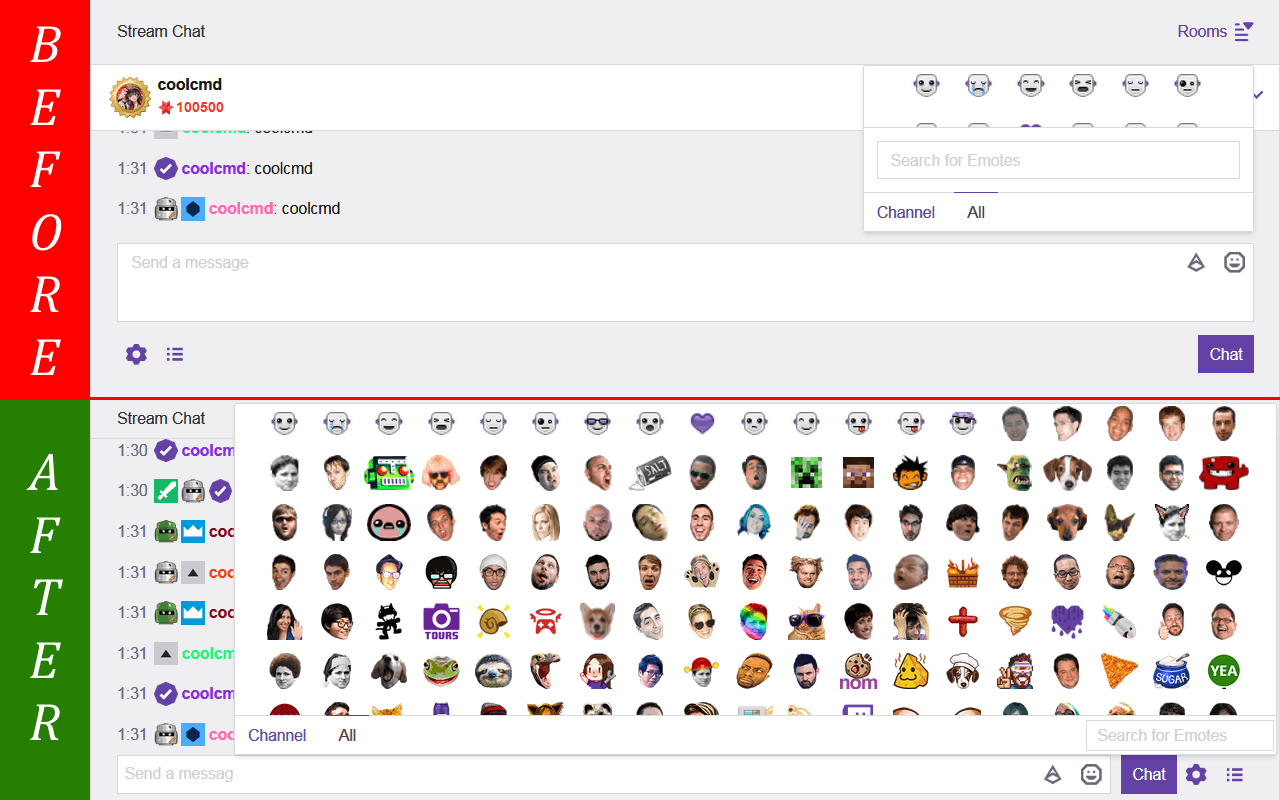 BEFORE
Stream Chat
Rooms
coolcmd
100500
1:31 coolcmd: coolcmd
1:31 coolcmd: coolcmd
1:31 coolcmd: coolcmd
Search for Emotes
Channel All
Send a message
Chat
AFTER
Stream Chat
1:30 coolcm
1:30
1:31 coo
1:31 coo
1:31 coo
1:31 coolcm
1:31 coolcm
1:31 coo
SALT
TOURS
nom
SUGAR
YEA
Channel All
Search for Emotes
Send a messag
Chat